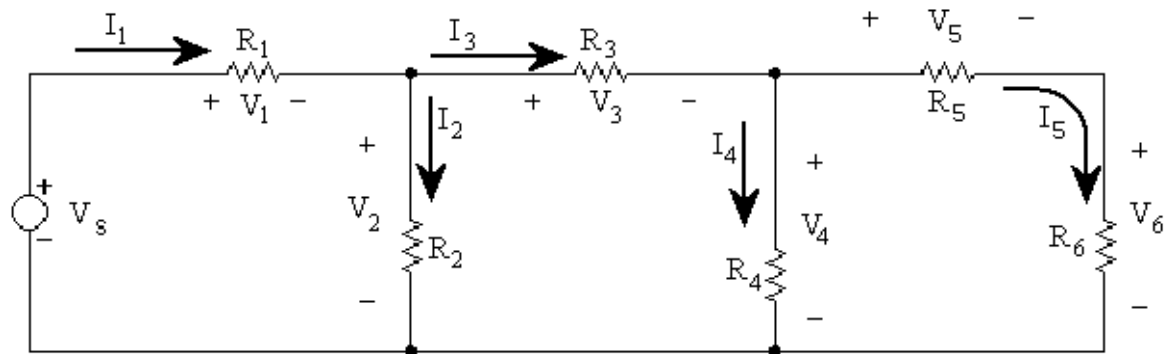 I1 R1 I3 R3 + V5 −
+ V1 − + V3 − R5 I5
I2 I4
+ + +
+ VS V2 V4 V6
− R2 R4 R6
− − −